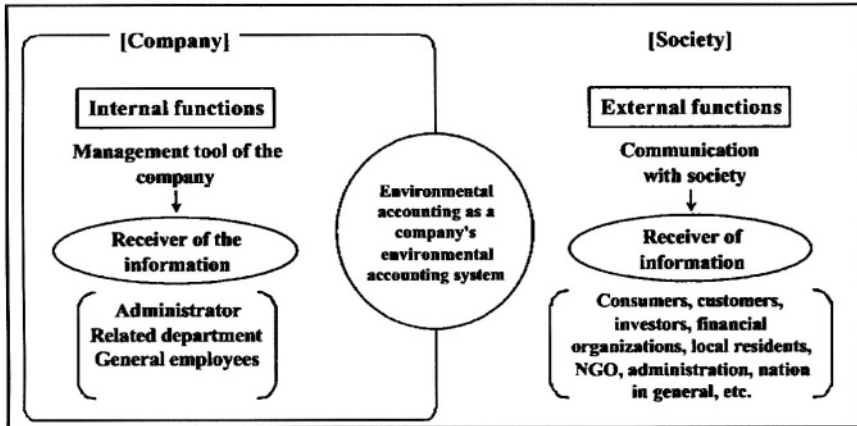 [Company]
Internal functions
Management tool of the
company
Receiver of the
information
Administrator
Related department
General employees
Environmental
accounting as a
company's
environmental
accounting system
[Society]
External functions
Communication
with society
Receiver of
information
Consumers, customers,
investors, financial
organizations, local residents,
NGO, administration, nation
in general, etc.